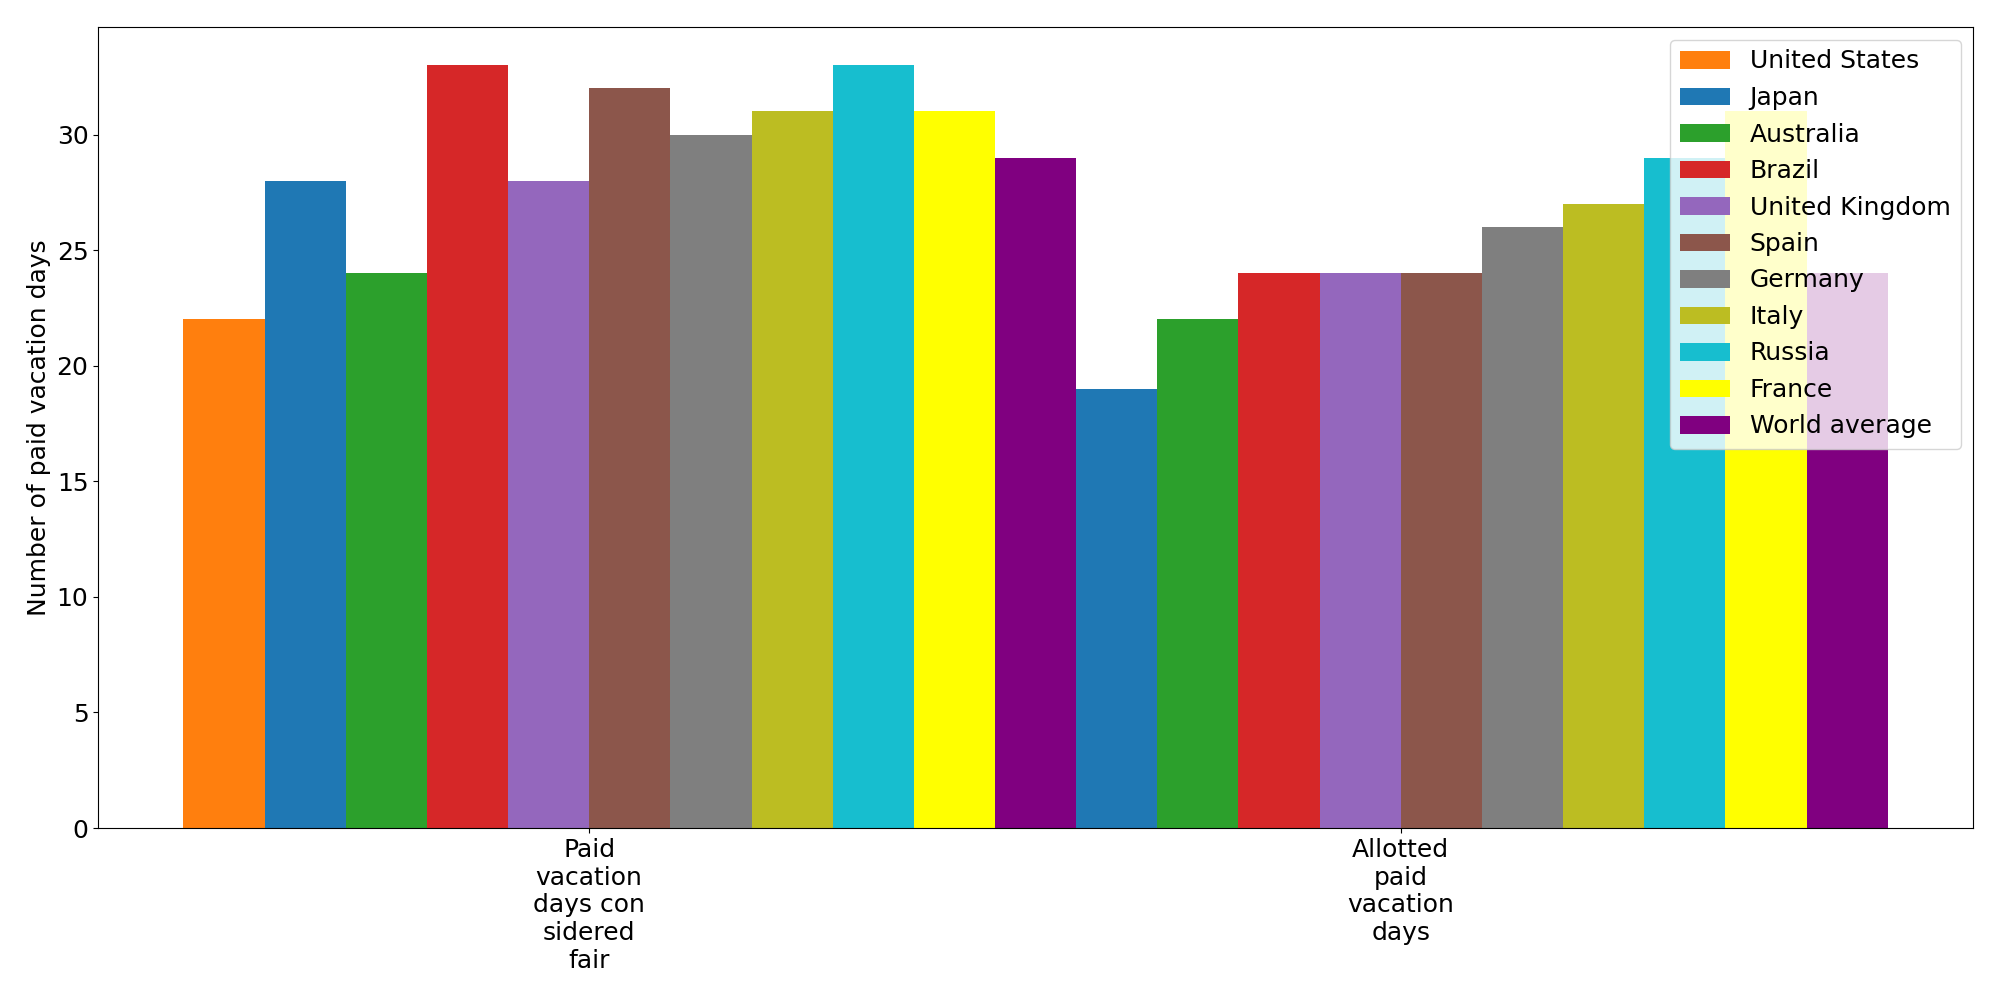 United States
Japan
Australia
Brazil
United Kingdom
Spain
Germany
Italy
Russia
France
World average
Number of paid vacation days
30
25
20
15
10
5
0
Paid
vacation
days con
sidered
fair
Allotted
paid
vacation
days